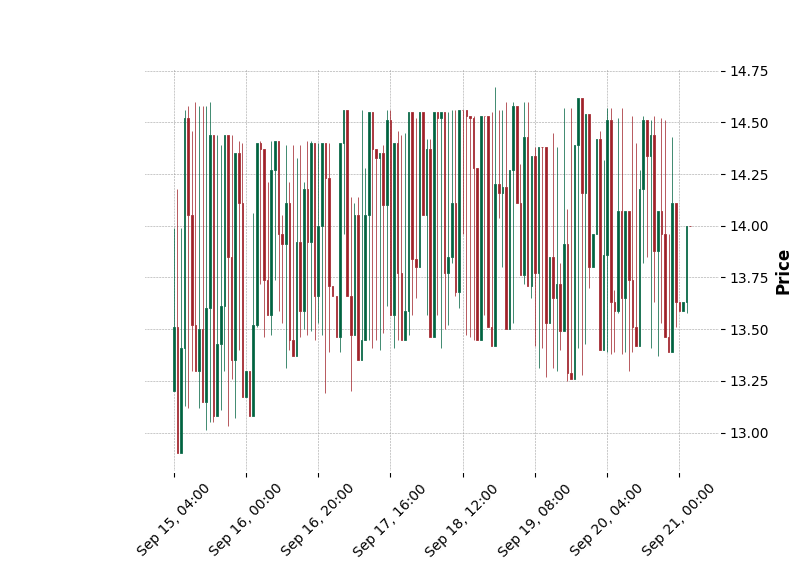 14.75
14.50
14.25
14.00
13.75
13.50
13.25
13.00
Price
Sep 15, 04:00
Sep 16, 00:00
Sep 16, 20:00
Sep 17, 16:00
Sep 18, 12:00
Sep 19, 08:00
Sep 20, 04:00
Sep 21, 00:00